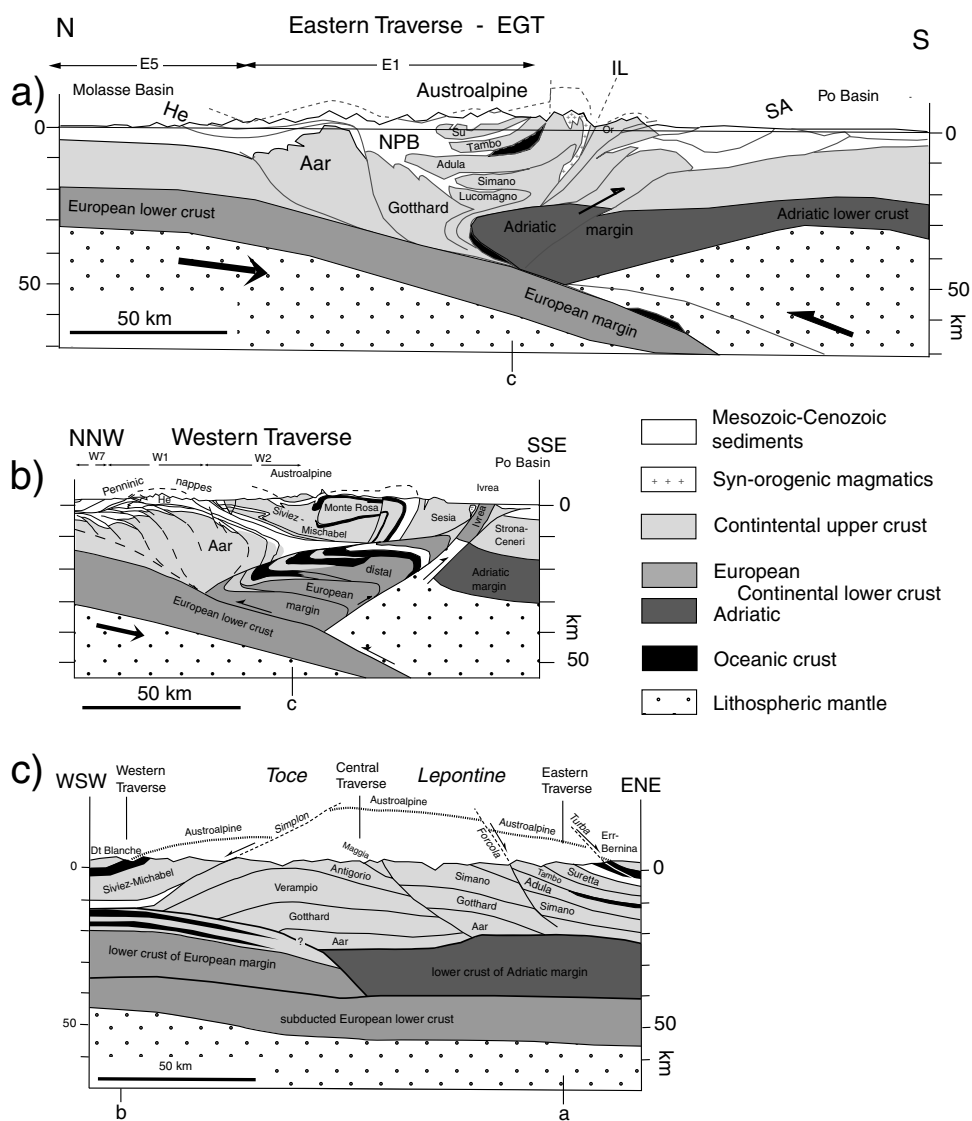 N
Eastern Traverse - EGT
S
E5
E1
IL
a)
Molasse Basin
He
Austroalpine
SA
Po Basin
0
Su
Or
0
NPB
Tambo
Aar
Adula
Simano
Lucomagno
European lower crust
Gotthard
Adriatic
margin
Adriatic lower crust
50
European margin
50
km
50 km
c
b)
NNW
Western Traverse
SSE
W7
W1
W2
Austroalpine
Po Basin
Penninic
nappes
Ivrea
He
Monte Rosa
0
Siviez -
Mischabel
Sesia
Ivrea
Strona-
Ceneri
Aar
distal
Adriatic
margin
European
margin
European lower crust
km
50
50 km
c
Mesozoic-Cenozoic
sediments
+ + +
Syn-orogenic magmatics
Contintental upper crust
European
Continental lower crust
Adriatic
Oceanic crust
Lithospheric mantle
c)
WSW
Western
Traverse
Toce
Central
Traverse
Lepontine
Eastern
Traverse
ENE
Austroalpine
Simplon
Austroalpine
Forcola
Austroalpine
Turba
Err-
Bernina
Dt Blanche
Maggia
0
0
Siviez-Michabel
Antigorio
Simano
Tambo
Suretta
Adula
Verampio
Gotthard
Simano
Gotthard
?
Aar
Aar
lower crust of European margin
lower crust of Adriatic margin
subducted European lower crust
50
50
km
50 km
b
a